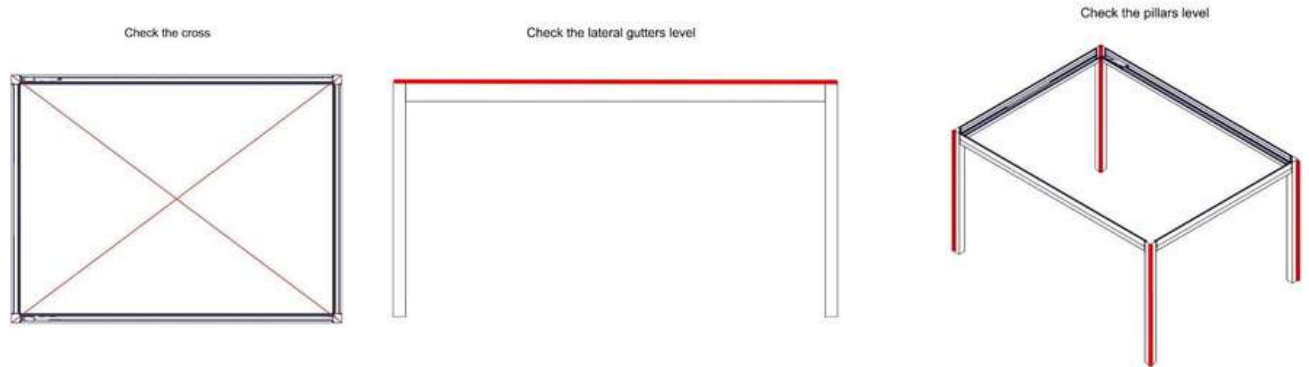 Check the cross
Check the lateral gutters level
Check the pillars level